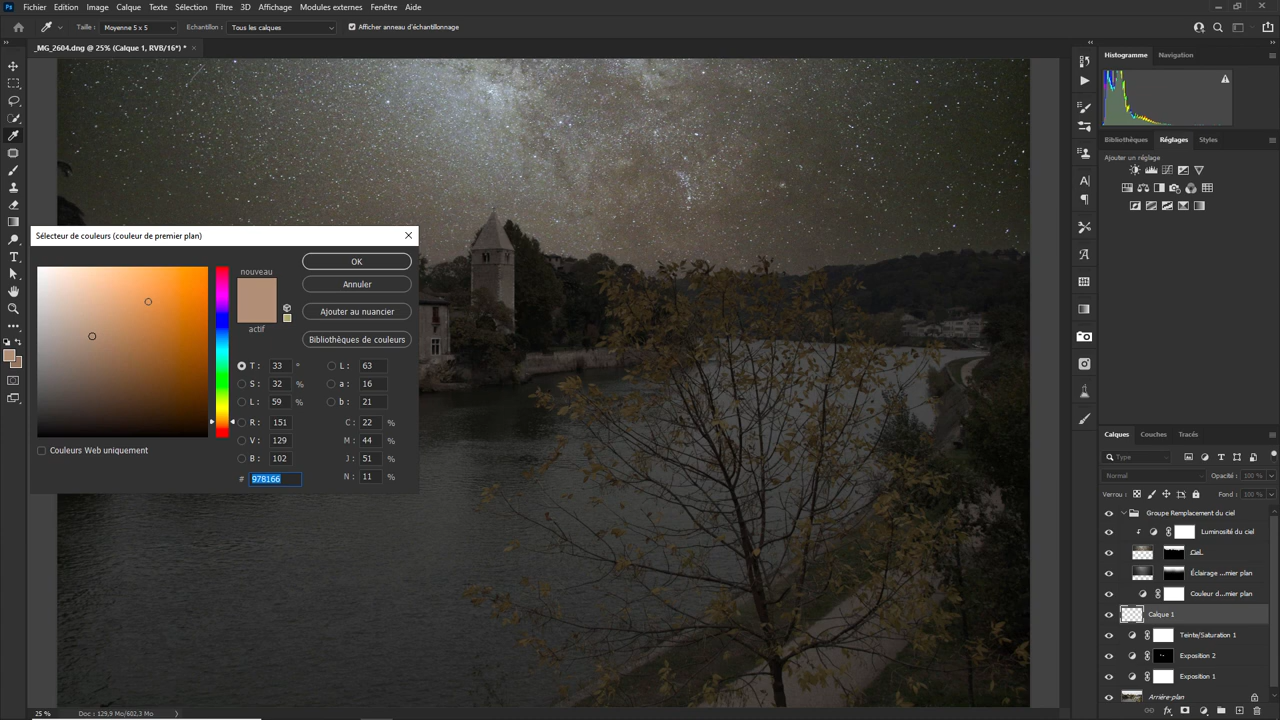 Ps Fichier Edition Image Calque Texte Sélection Filtre 3D Affichage Modules externes Fenêtre Aide
Taille : Moyenne 5 x 5 Echantillon : Tous les calques Afficher anneau d'échantillonnage
_MG_2604.dng @ 25% (Calque 1, RVB/16*) *
Histogramme Navigation
Bibliothèques Réglages Styles
Ajouter un réglage
Sélecteur de couleurs (couleur de premier plan)
nouveau
actif
OK
Annuler
Ajouter au nuancier
Bibliothèques de couleurs
T : 33 ° L : 63
S : 32 % a : 16
L : 59 % b : 21
R : 151 C : 22 %
V : 129 M : 44 %
B : 102 J : 51 %
# 978166 N : 11 %
Couleurs Web uniquement
Calques Couches Tracés
Type
Normal Opacité : 100 %
Verrou : Fond : 100 %
Groupe Remplacement du ciel
Luminosité du ciel
Ciel
Éclairage ...mier plan
Couleur d...mier plan
Calque 1
Teinte/Saturation 1
Exposition 2
Exposition 1
Arrière-plan
25 % Doc : 129,9 Mo/602,3 Mo